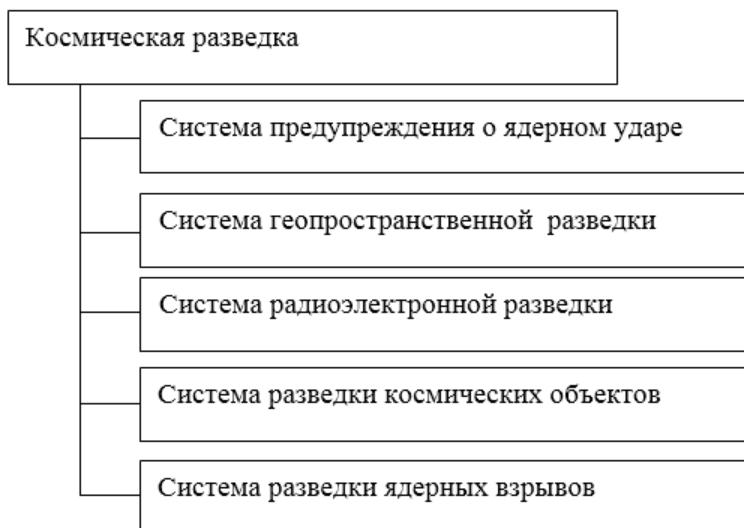 Космическая разведка
Система предупреждения о ядерном ударе
Система геопространственной разведки
Система радиоэлектронной разведки
Система разведки космических объектов
Система разведки ядерных взрывов